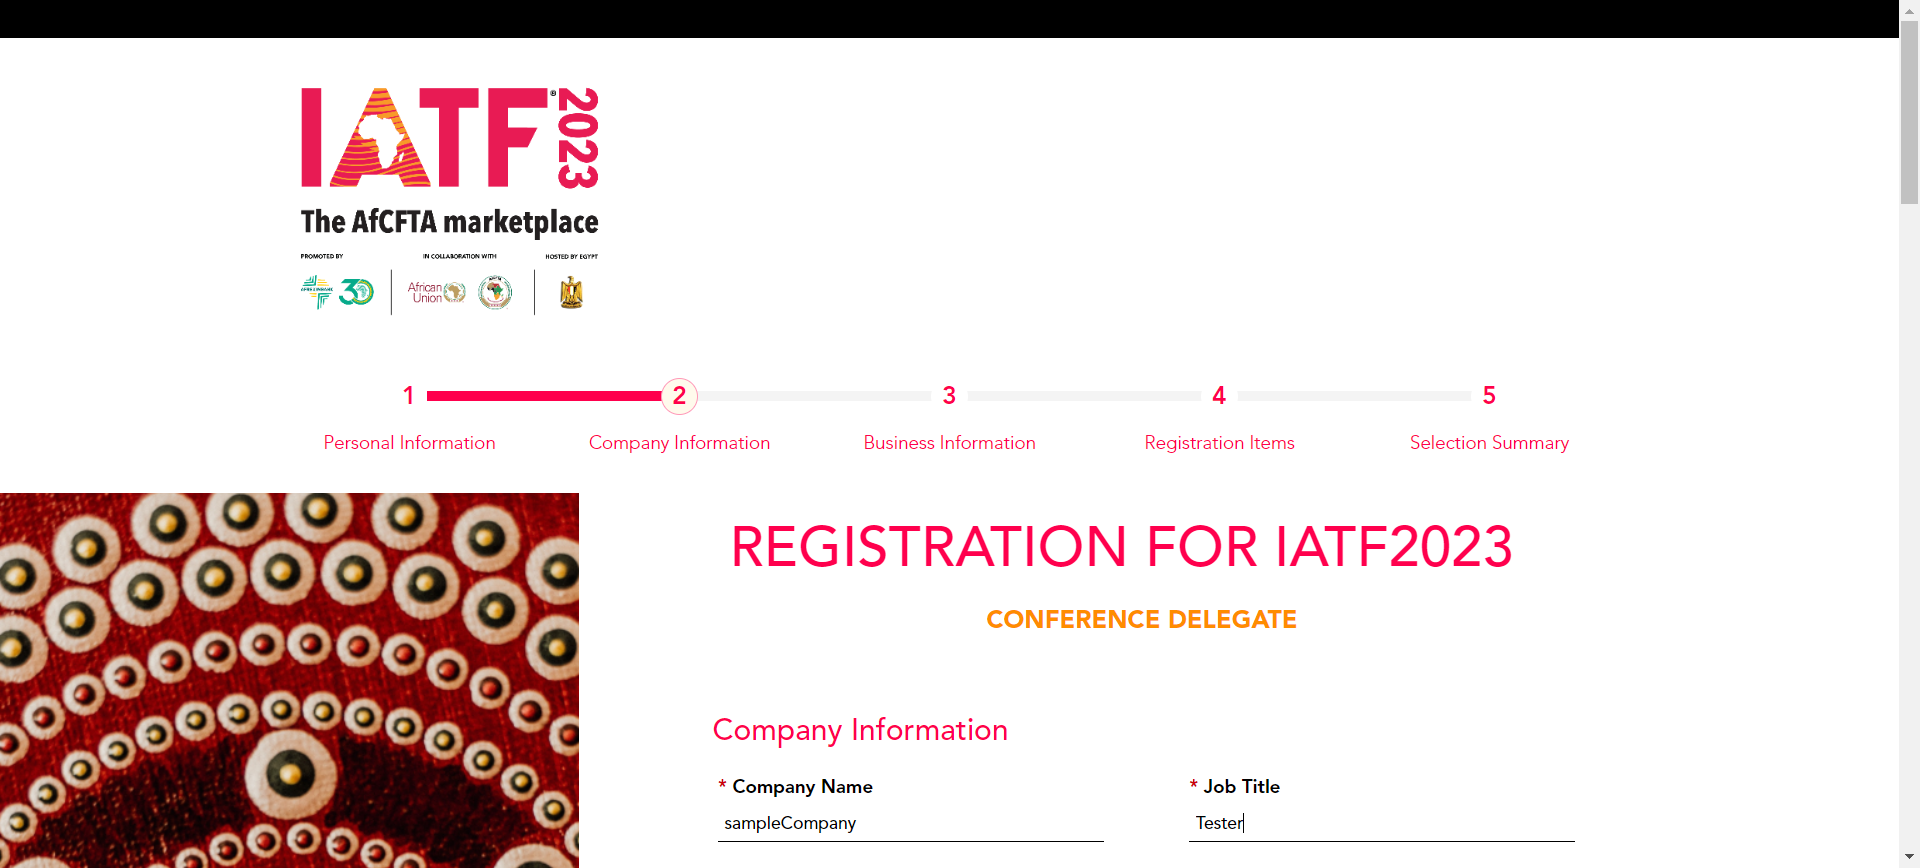 IATF® 2023
The AfCFTA marketplace
PROMOTED BY IN COLLABORATION WITH HOSTED BY EGYPT
African
Union
1 2 3 4 5
Personal Information Company Information Business Information Registration Items Selection Summary
REGISTRATION FOR IATF2023
CONFERENCE DELEGATE
Company Information
* Company Name * Job Title
sampleCompany Tester